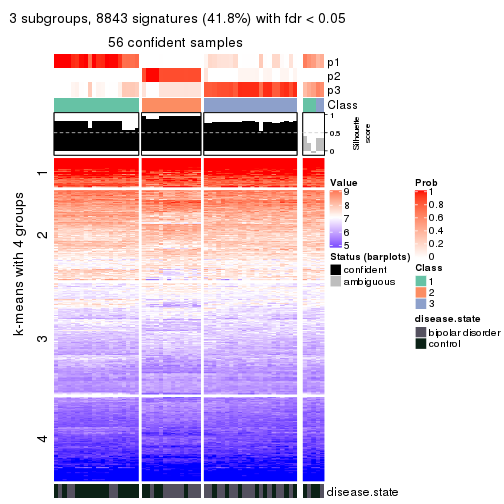 3 subgroups, 8843 signatures (41.8%) with fdr < 0.05
56 confident samples
p1
p2
p3
Class
1
0.5
0
Silhouette
score
k-means with 4 groups
1
2
3
4
disease.state
Value
9
8
7
6
5
Status (barplots)
confident
ambiguous
Prob
1
0.8
0.6
0.4
0.2
0
Class
1
2
3
disease.state
bipolar disorder
control